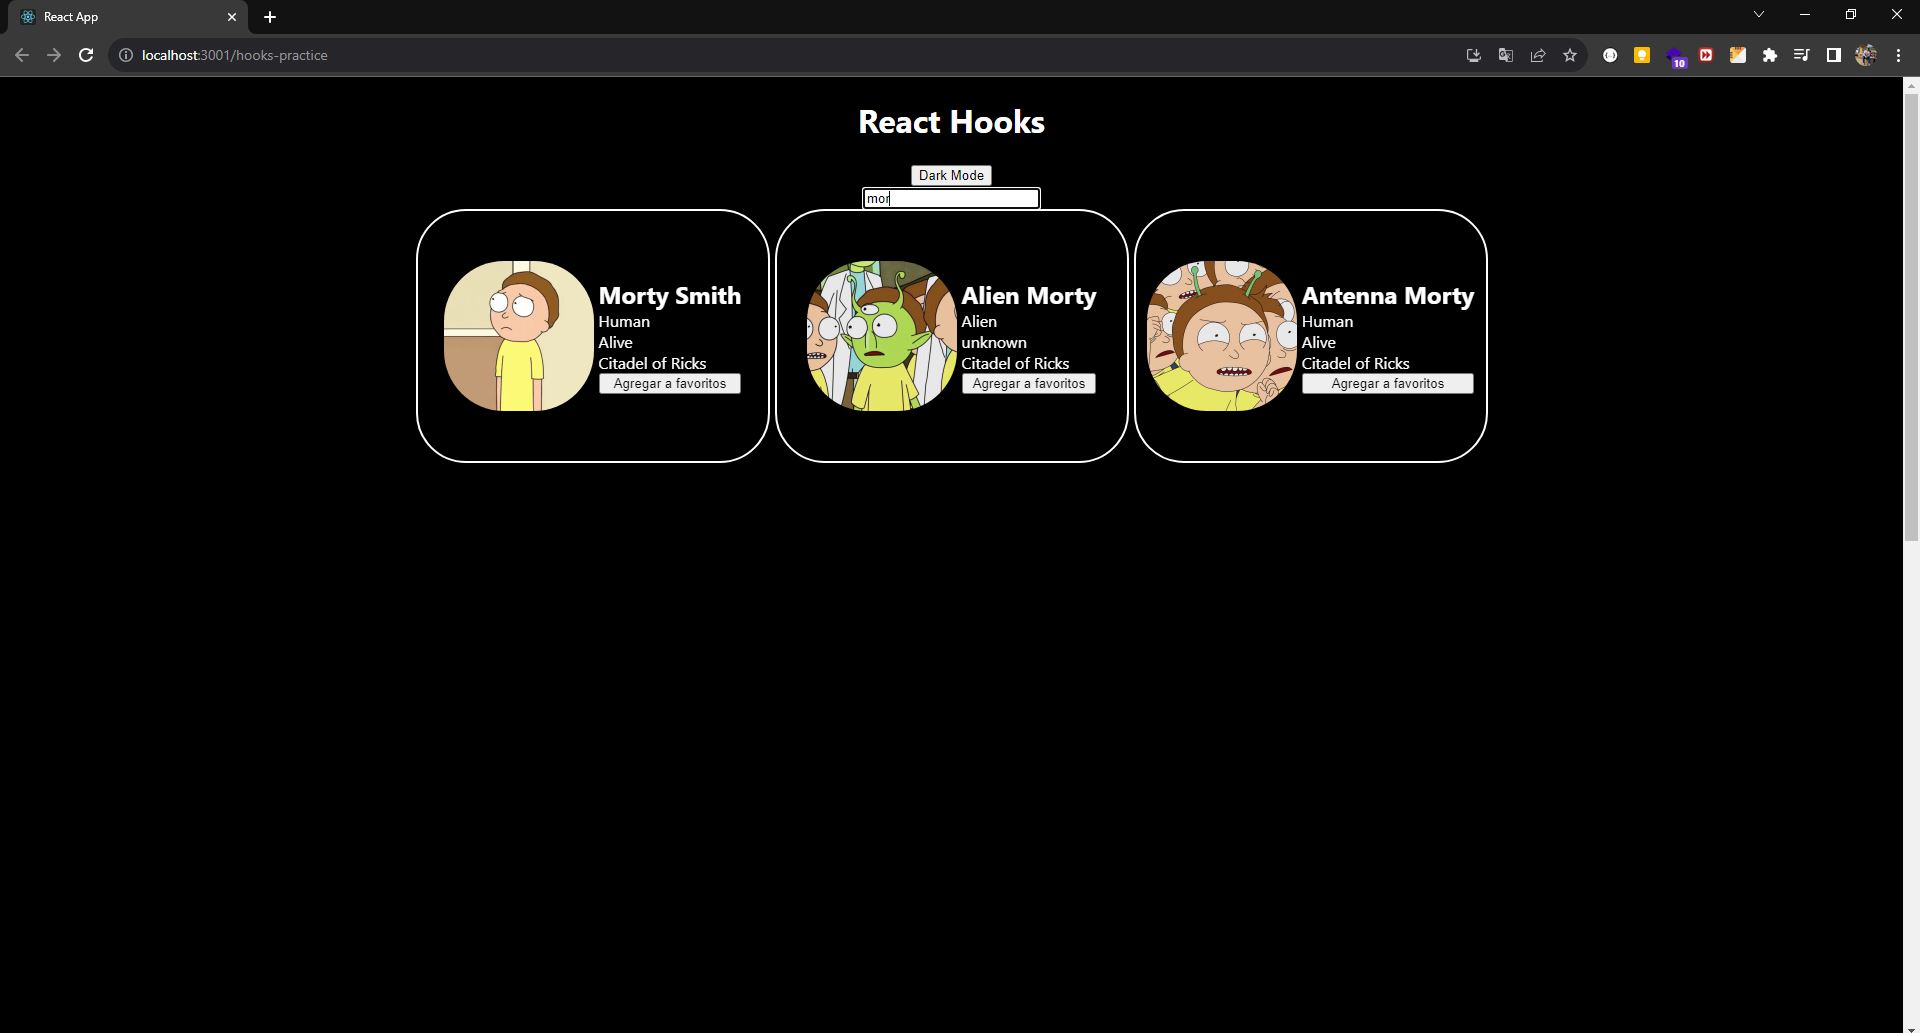 React App
localhost:3001/hooks-practice
10
React Hooks
Dark Mode
mor
Morty Smith
Human
Alive
Citadel of Ricks
Agregar a favoritos
Alien Morty
Alien
unknown
Citadel of Ricks
Agregar a favoritos
Antenna Morty
Human
Alive
Citadel of Ricks
Agregar a favoritos